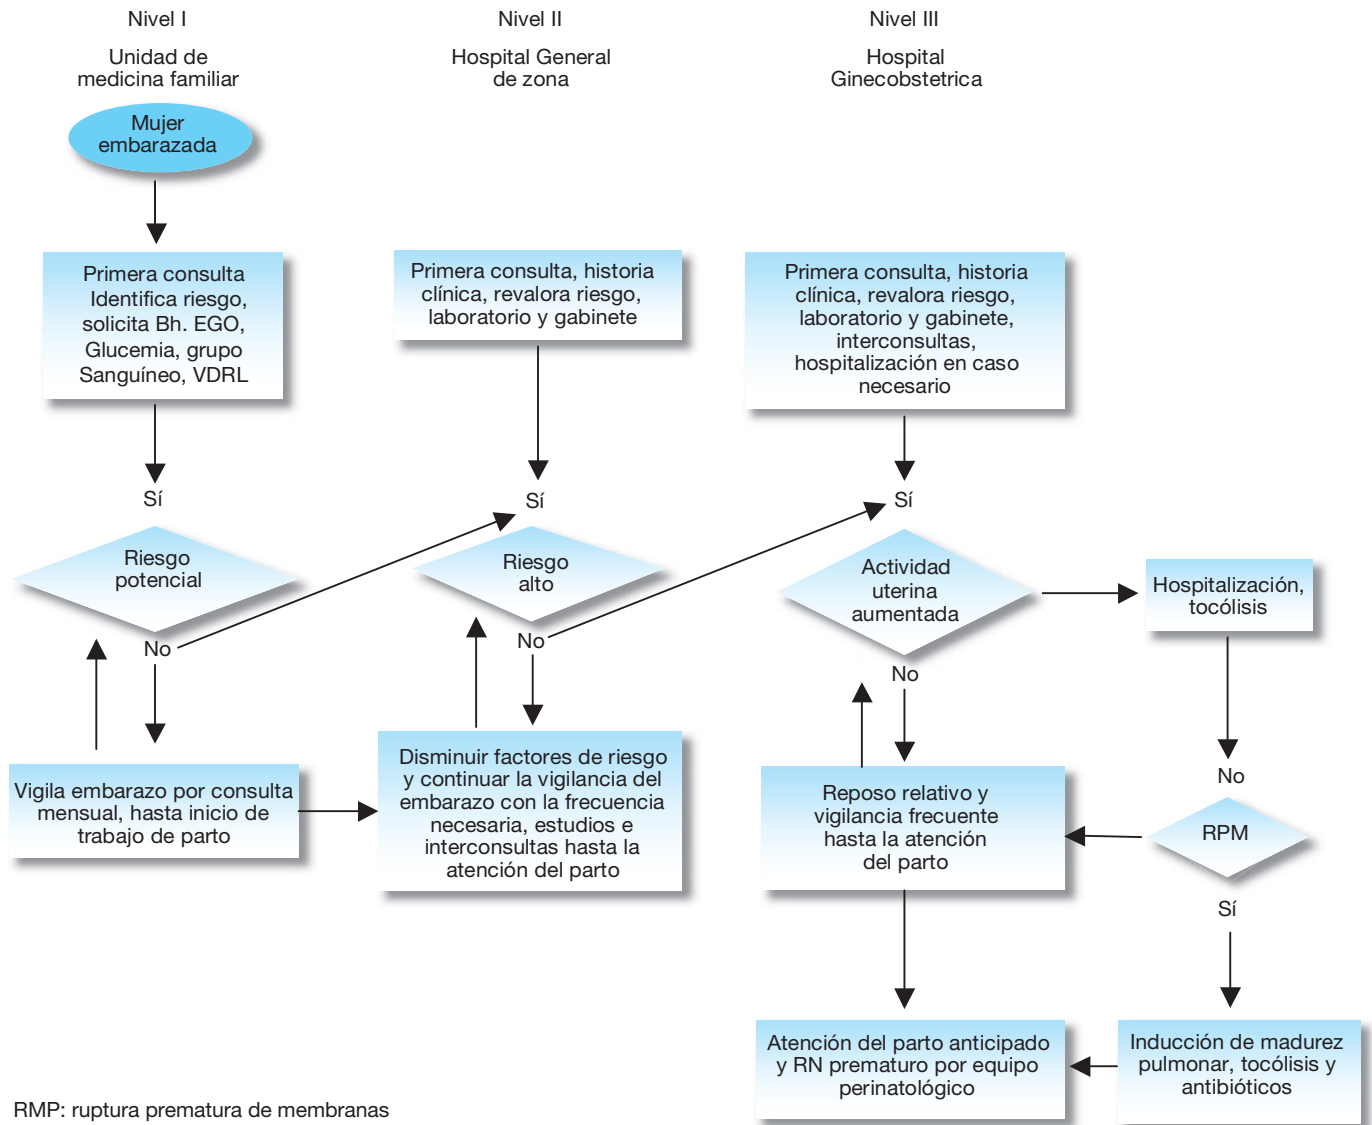 Nivel I
Unidad de
medicina familiar
Nivel II
Hospital General
de zona
Nivel III
Hospital
Ginecobstetrica
Mujer
embarazada
Primera consulta
Identifica riesgo,
solicita Bh. EGO,
Glucemia, grupo
Sanguíneo, VDRL
Sí
Riesgo
potencial
No
Vigila embarazo por consulta
mensual, hasta inicio de
trabajo de parto
Primera consulta, historia
clínica, revalora riesgo,
laboratorio y gabinete
Sí
Riesgo
alto
No
Disminuir factores de riesgo
y continuar la vigilancia del
embarazo con la frecuencia
necesaria, estudios e
interconsultas hasta la
atención del parto
Primera consulta, historia
clínica, revalora riesgo,
laboratorio y gabinete,
interconsultas,
hospitalización en caso
necesario
Sí
Actividad
uterina
aumentada
No
Reposo relativo y
vigilancia frecuente
hasta la atención
del parto
Hospitalización,
tocólisis
No
RPM
Sí
Atención del parto anticipado
y RN prematuro por equipo
perinatológico
Inducción de madurez
pulmonar, tocólisis y
antibióticos
RMP: ruptura prematura de membranas